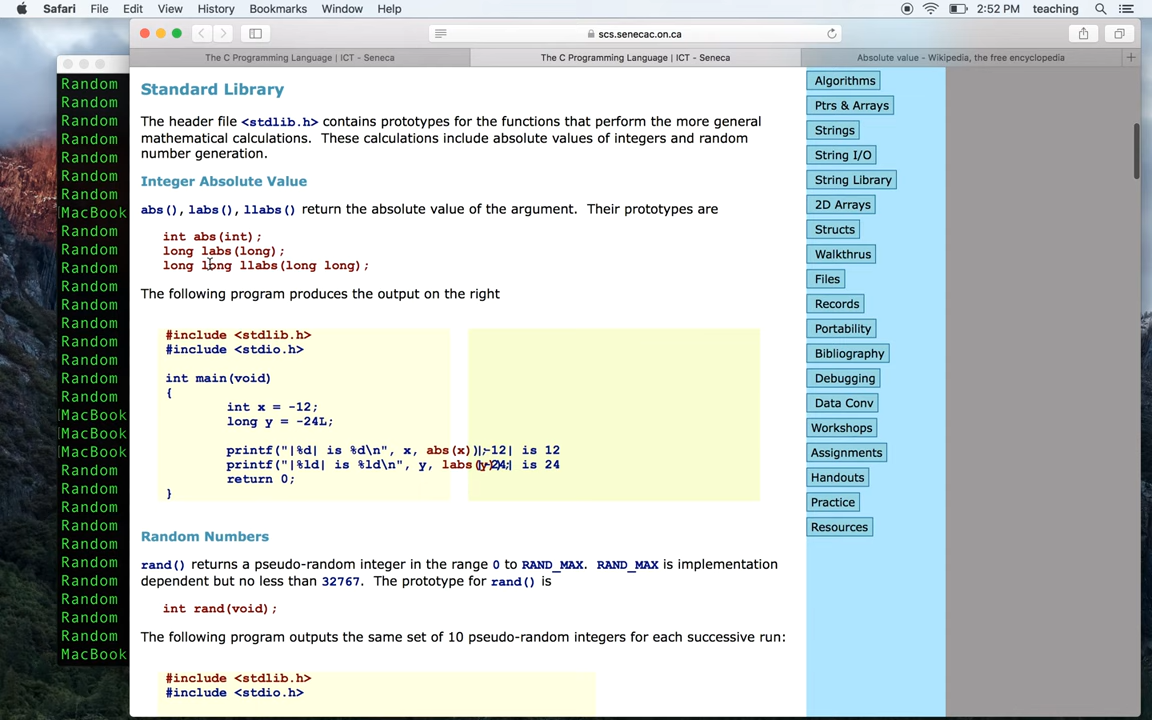 Safari File Edit View History Bookmarks Window Help 2:52 PM teaching
scs.senecac.on.ca
The C Programming Language | ICT - Seneca
The C Programming Language | ICT - Seneca
Absolute value - Wikipedia, the free encyclopedia
Random
Random
Random
Random
Random
Random
Random
MacBook
Random
Random
Random
Random
Random
Random
Random
Random
Random
Random
MacBook
MacBook
MacBook
Random
Random
Random
Random
Random
Random
Random
Random
Random
Random
MacBook
Standard Library
The header file <stdlib.h> contains prototypes for the functions that perform the more general
mathematical calculations. These calculations include absolute values of integers and random
number generation.
Integer Absolute Value
abs(), labs(), llabs() return the absolute value of the argument. Their prototypes are
int abs(int);
long labs(long);
long long llabs(long long);
The following program produces the output on the right
#include <stdlib.h>
#include <stdio.h>
int main(void)
{
int x = -12;
long y = -24L;
printf("|%d| is %d\n", x, abs(x));
printf("|%ld| is %ld\n", y, labs(y));
return 0;
}
|-12| is 12
|-24| is 24
Random Numbers
rand() returns a pseudo-random integer in the range 0 to RAND_MAX. RAND_MAX is implementation
dependent but no less than 32767. The prototype for rand() is
int rand(void);
The following program outputs the same set of 10 pseudo-random integers for each successive run:
#include <stdlib.h>
#include <stdio.h>
Algorithms
Ptrs & Arrays
Strings
String I/O
String Library
2D Arrays
Structs
Walkthrus
Files
Records
Portability
Bibliography
Debugging
Data Conv
Workshops
Assignments
Handouts
Practice
Resources